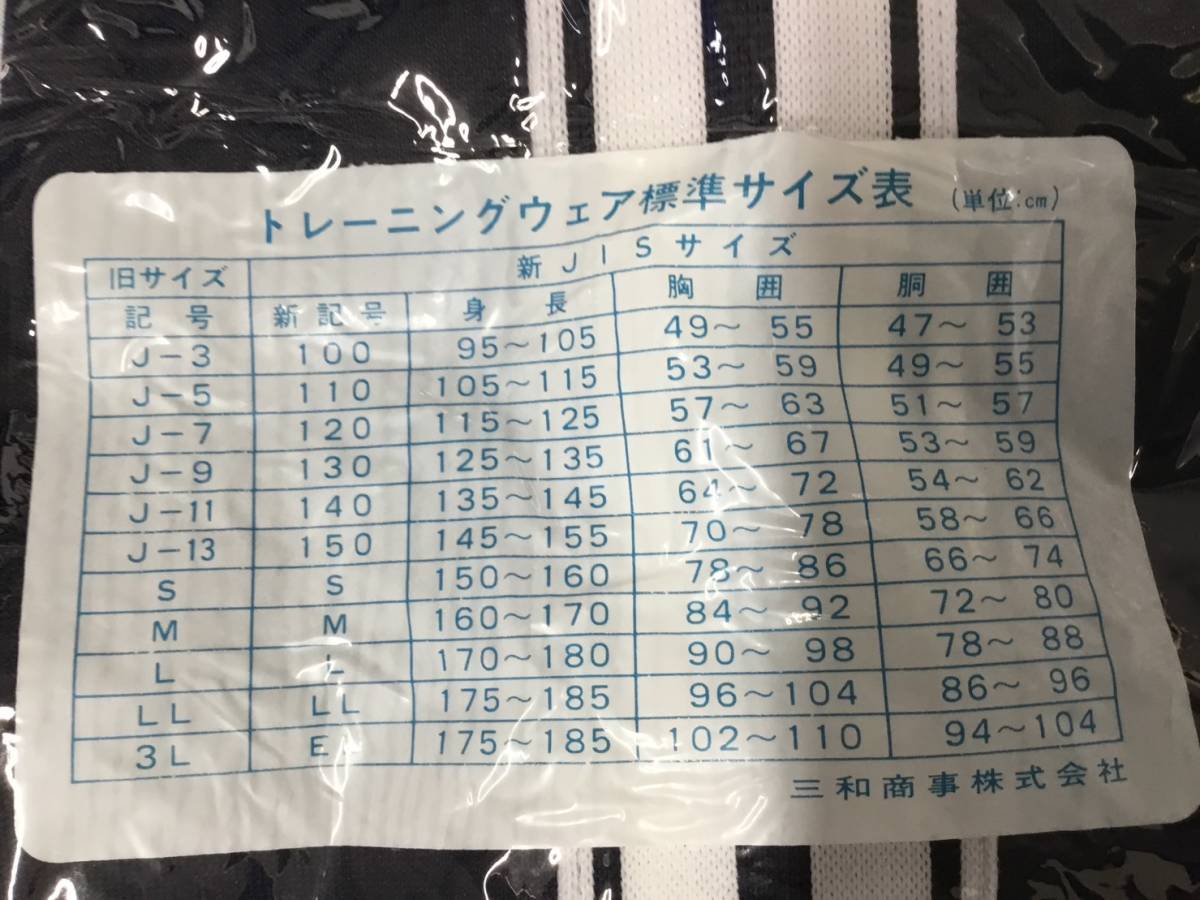 トレーニングウェア標準サイズ表 (単位:cm)
旧サイズ 新JISサイズ
記号 新記号 身長 胸囲 胴囲
J-3 100 95〜105 49〜55 47〜53
J-5 110 105〜115 53〜59 49〜55
J-7 120 115〜125 57〜63 51〜57
J-9 130 125〜135 61〜67 53〜59
J-11 140 135〜145 64〜72 54〜62
J-13 150 145〜155 70〜78 58〜66
S S 150〜160 78〜86 66〜74
M M 160〜170 84〜92 72〜80
L L 170〜180 90〜98 78〜88
LL LL 175〜185 96〜104 86〜96
3L EL 175〜185 102〜110 94〜104
三和商事株式会社